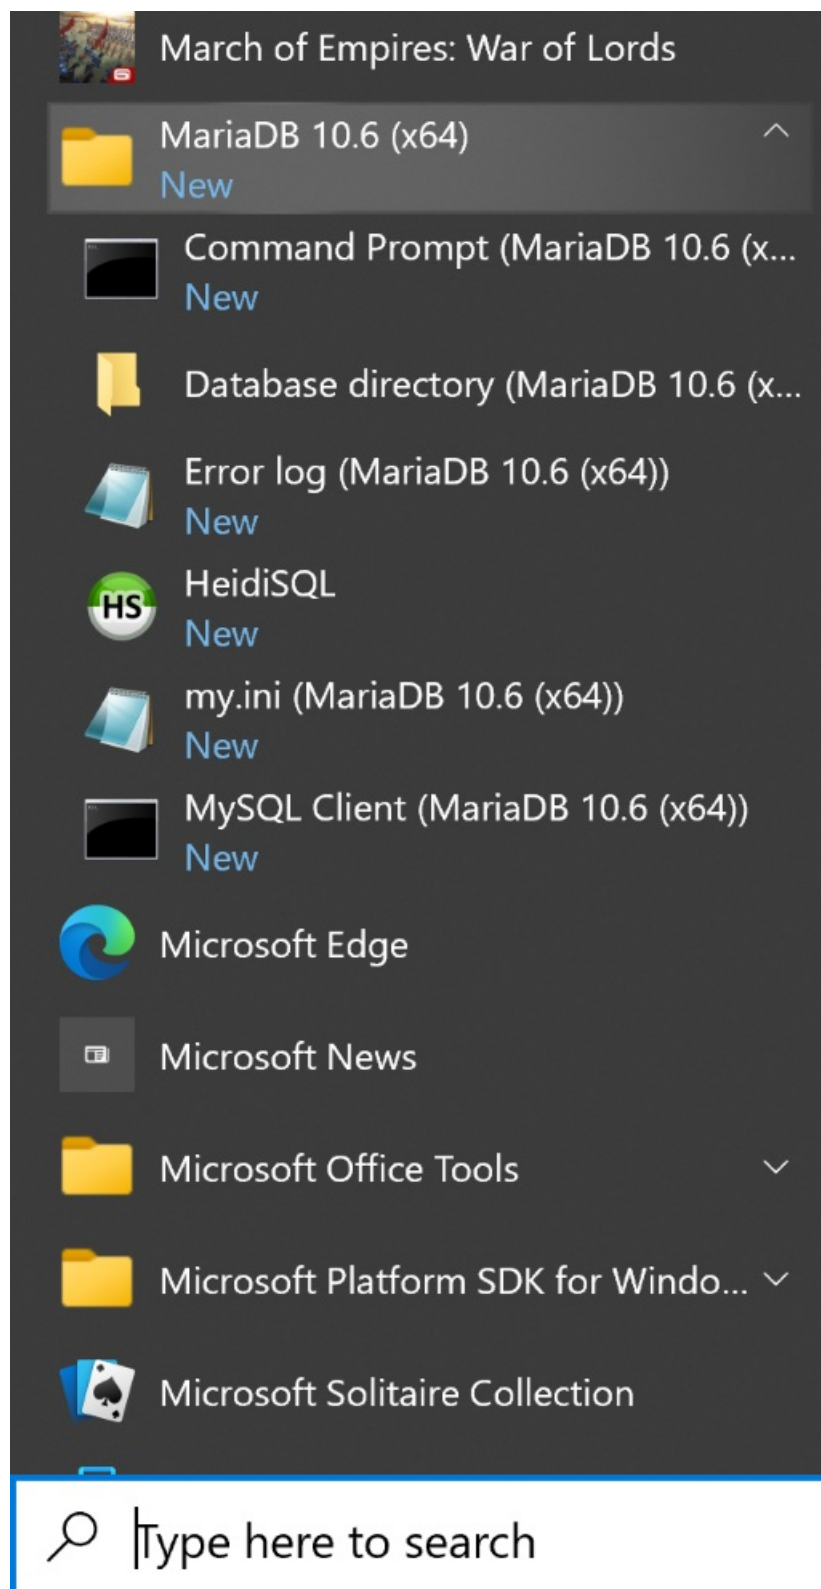 March of Empires: War of Lords
MariaDB 10.6 (x64)
New
Command Prompt (MariaDB 10.6 (x...
New
Database directory (MariaDB 10.6 (x...
Error log (MariaDB 10.6 (x64))
New
HS
HeidiSQL
New
my.ini (MariaDB 10.6 (x64))
New
MySQL Client (MariaDB 10.6 (x64))
New
Microsoft Edge
Microsoft News
Microsoft Office Tools
Microsoft Platform SDK for Windo...
Microsoft Solitaire Collection
Type here to search